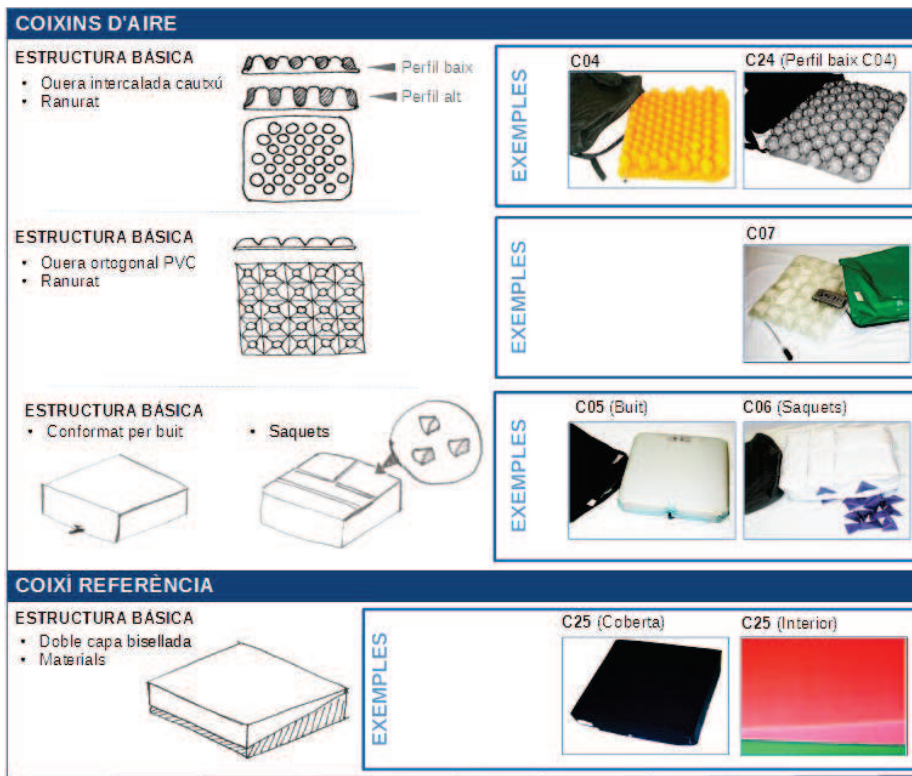 COIXINS D'AIRE
ESTRUCTURA BÀSICA
• Ouera intercalada cautxú
• Ranurat
Perfil baix
Perfil alt
EXEMPLES
C04
C24 (Perfil baix C04)
ESTRUCTURA BÀSICA
• Ouera ortogonal PVC
• Ranurat
EXEMPLES
C07
ESTRUCTURA BÀSICA
• Conformat per buit
• Saquets
EXEMPLES
C05 (Buit)
C06 (Saquets)
COIXÍ REFERÈNCIA
ESTRUCTURA BÀSICA
• Doble capa bisellada
• Materials
EXEMPLES
C25 (Coberta)
C25 (Interior)